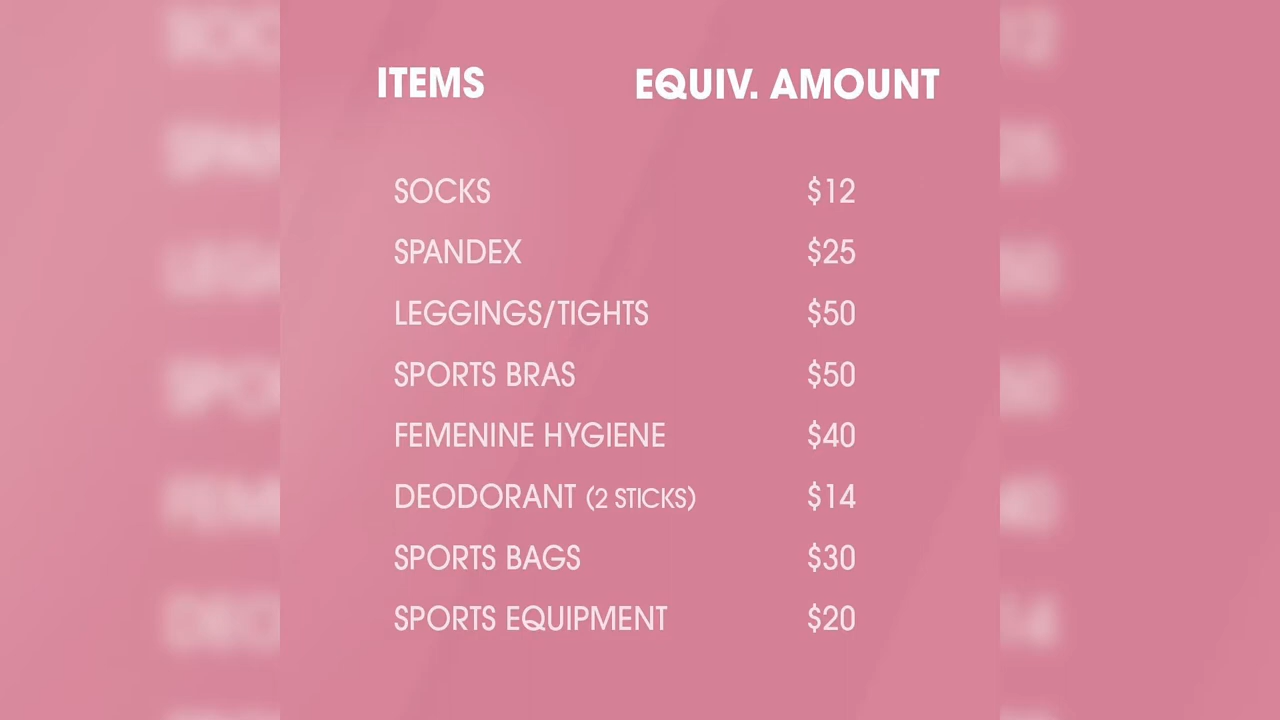 ITEMS EQUIV. AMOUNT
SOCKS $12
SPANDEX $25
LEGGINGS/TIGHTS $50
SPORTS BRAS $50
FEMENINE HYGIENE $40
DEODORANT (2 STICKS) $14
SPORTS BAGS $30
SPORTS EQUIPMENT $20